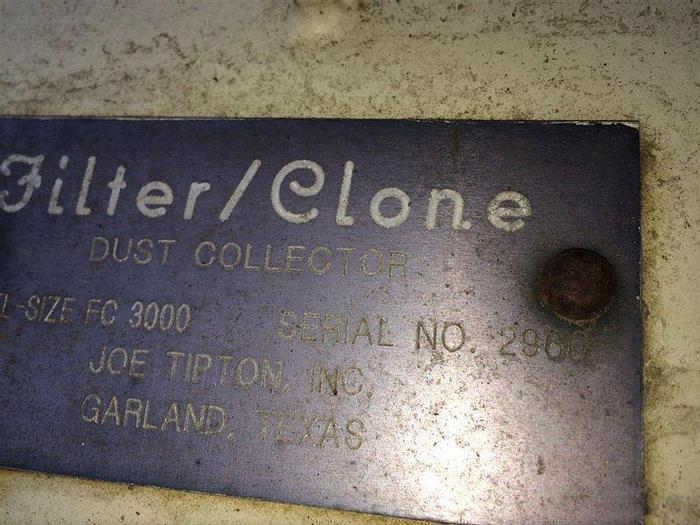 Filter/Clone
DUST COLLECTOR
L-SIZE FC 3000 SERIAL NO. 2960
JOE TIPTON, INC.
GARLAND, TEXAS